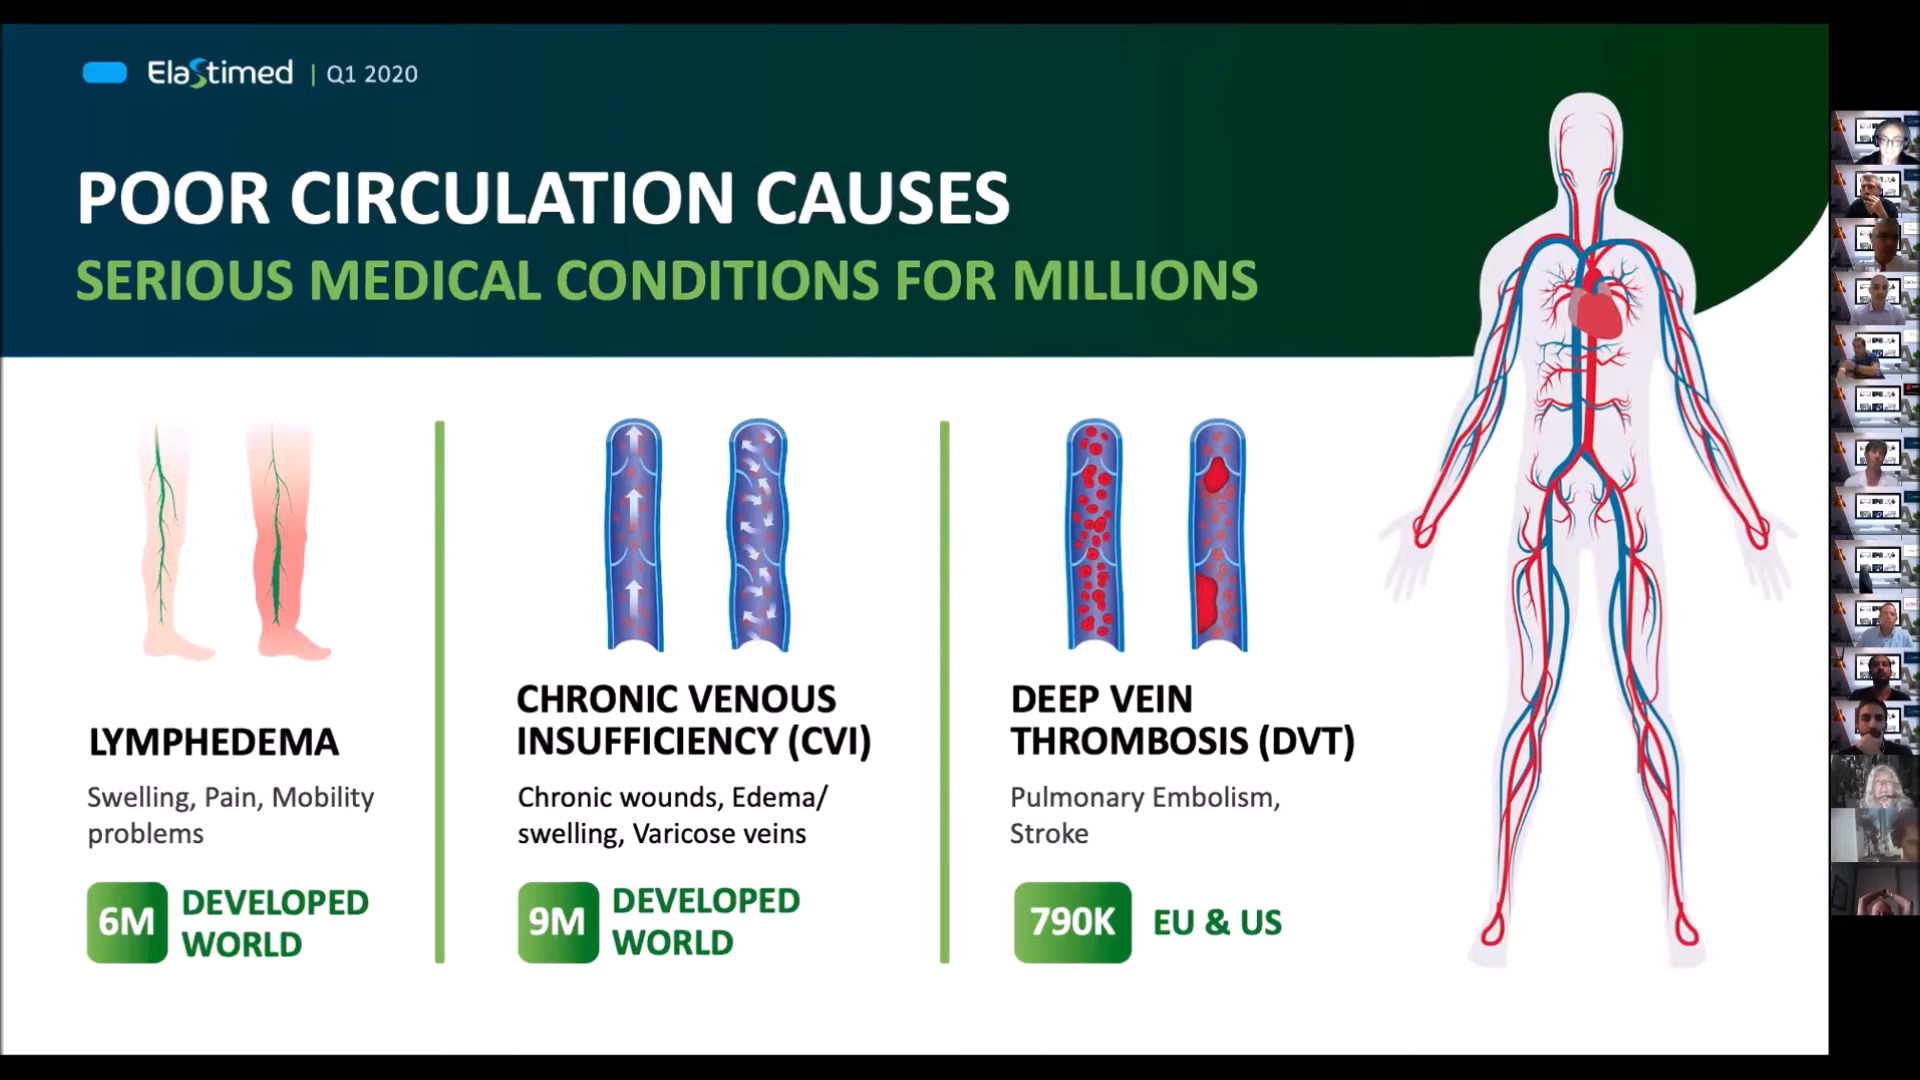 Elastimed | Q1 2020
POOR CIRCULATION CAUSES
SERIOUS MEDICAL CONDITIONS FOR MILLIONS
LYMPHEDEMA
Swelling, Pain, Mobility
problems
6M
DEVELOPED
WORLD
CHRONIC VENOUS
INSUFFICIENCY (CVI)
Chronic wounds, Edema/
swelling, Varicose veins
9M
DEVELOPED
WORLD
DEEP VEIN
THROMBOSIS (DVT)
Pulmonary Embolism,
Stroke
790K
EU & US